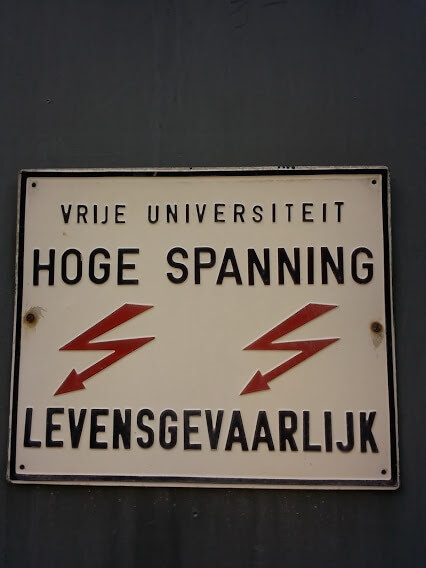 VRIJE UNIVERSITEIT
HOGE SPANNING
LEVENSGEVAARLIJK